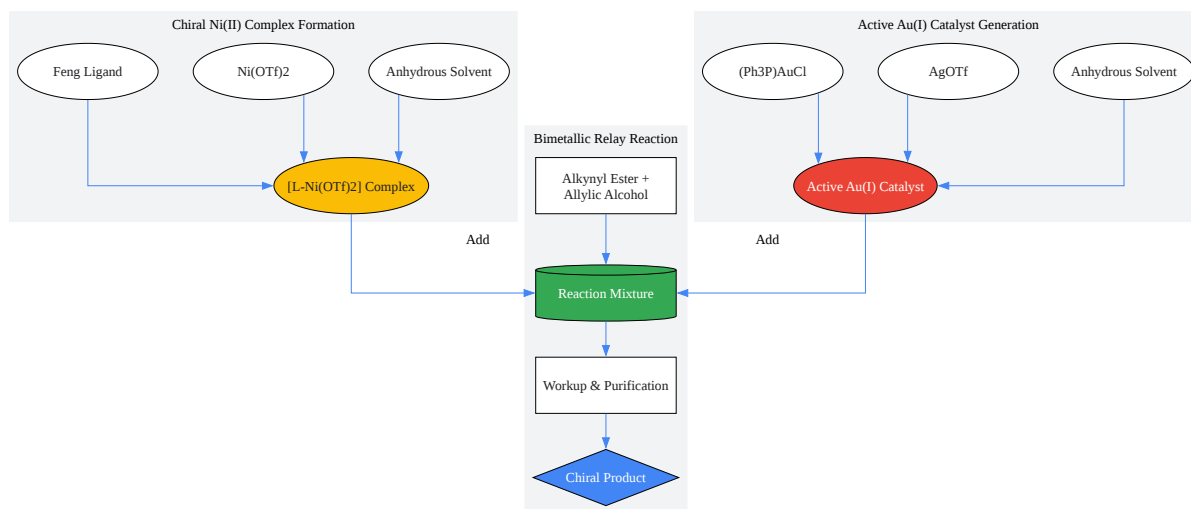 Chiral Ni(II) Complex Formation
Active Au(I) Catalyst Generation
Feng Ligand
Ni(OTf)2
Anhydrous Solvent
(Ph3P)AuCl
AgOTf
Anhydrous Solvent
Bimetallic Relay Reaction
[L-Ni(OTf)2] Complex
Alkynyl Ester +
Allylic Alcohol
Active Au(I) Catalyst
Add
Add
Reaction Mixture
Workup & Purification
Chiral Product